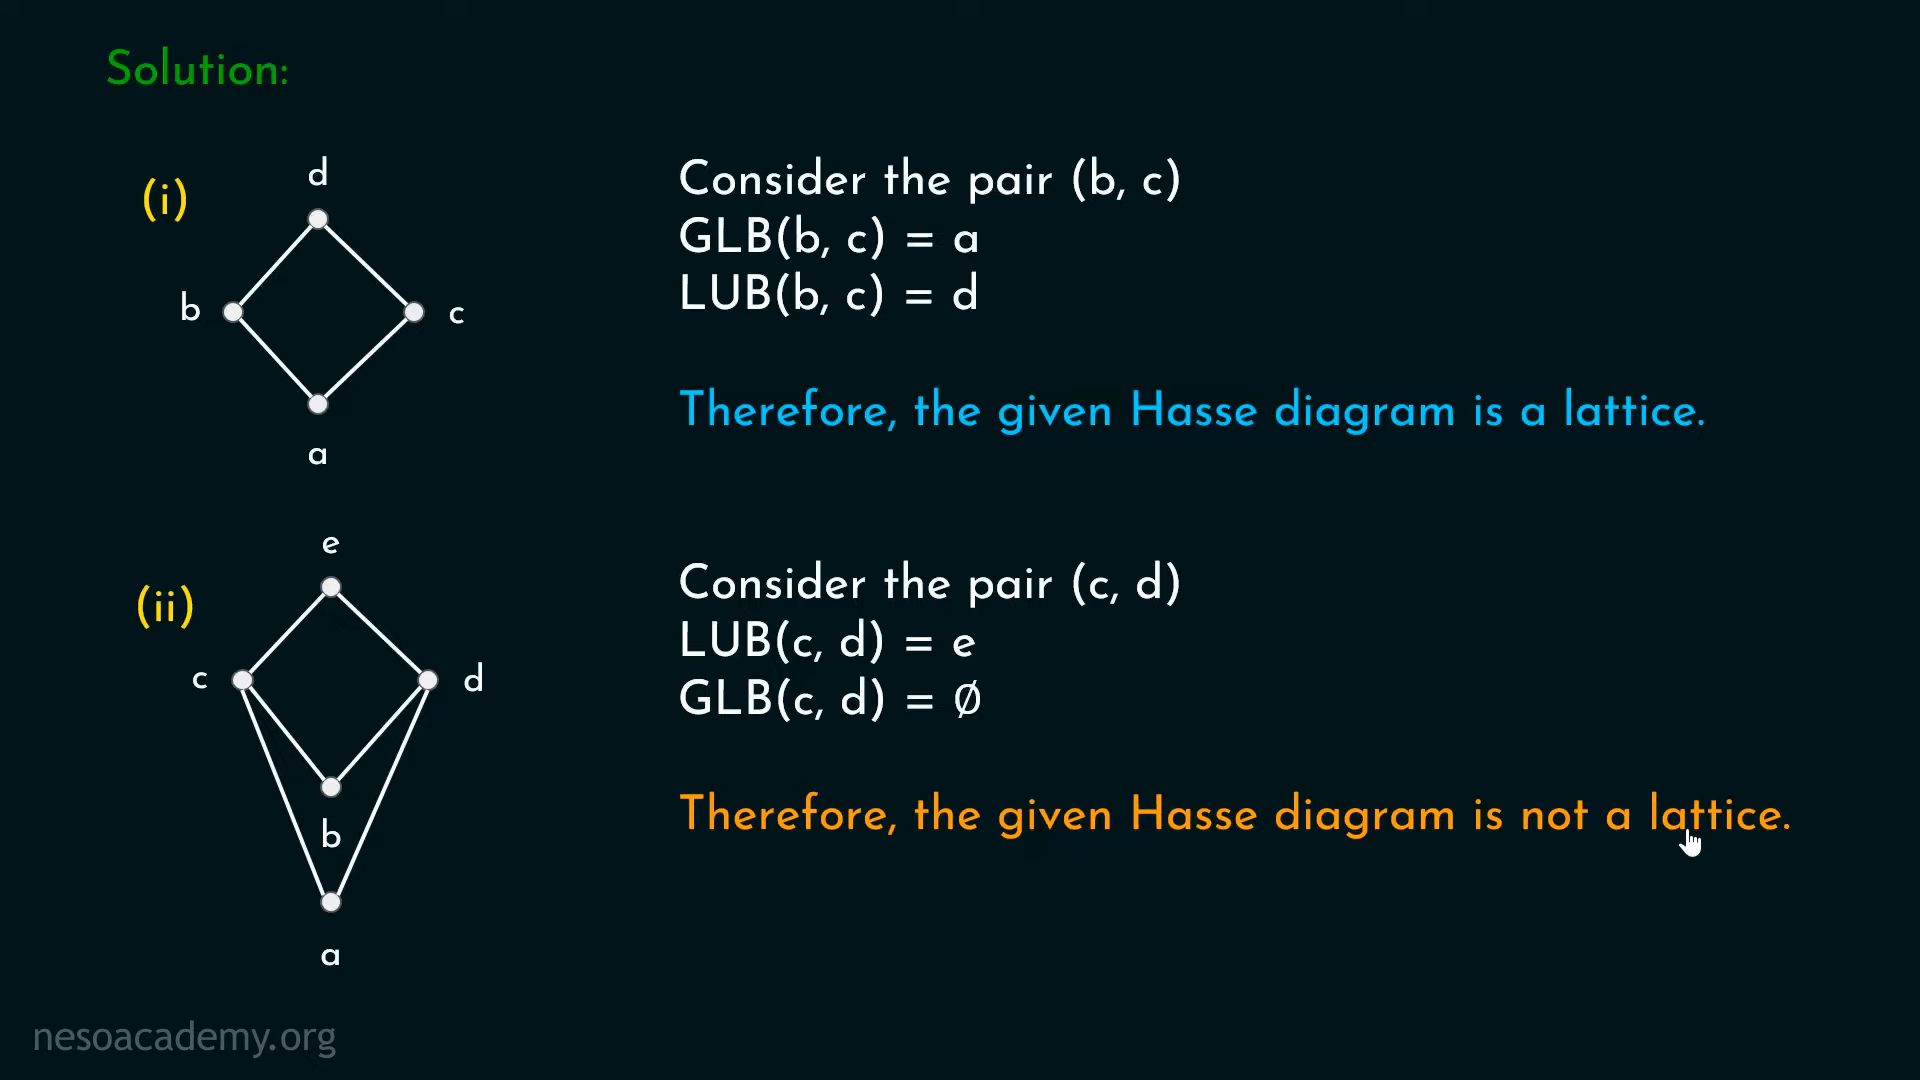 Solution:
(i)
d
b
c
a
Consider the pair (b, c)
GLB(b, c) = a
LUB(b, c) = d
Therefore, the given Hasse diagram is a lattice.
(ii)
e
c
d
b
a
Consider the pair (c, d)
LUB(c, d) = e
GLB(c, d) = ∅
Therefore, the given Hasse diagram is not a lattice.
nesoacademy.org